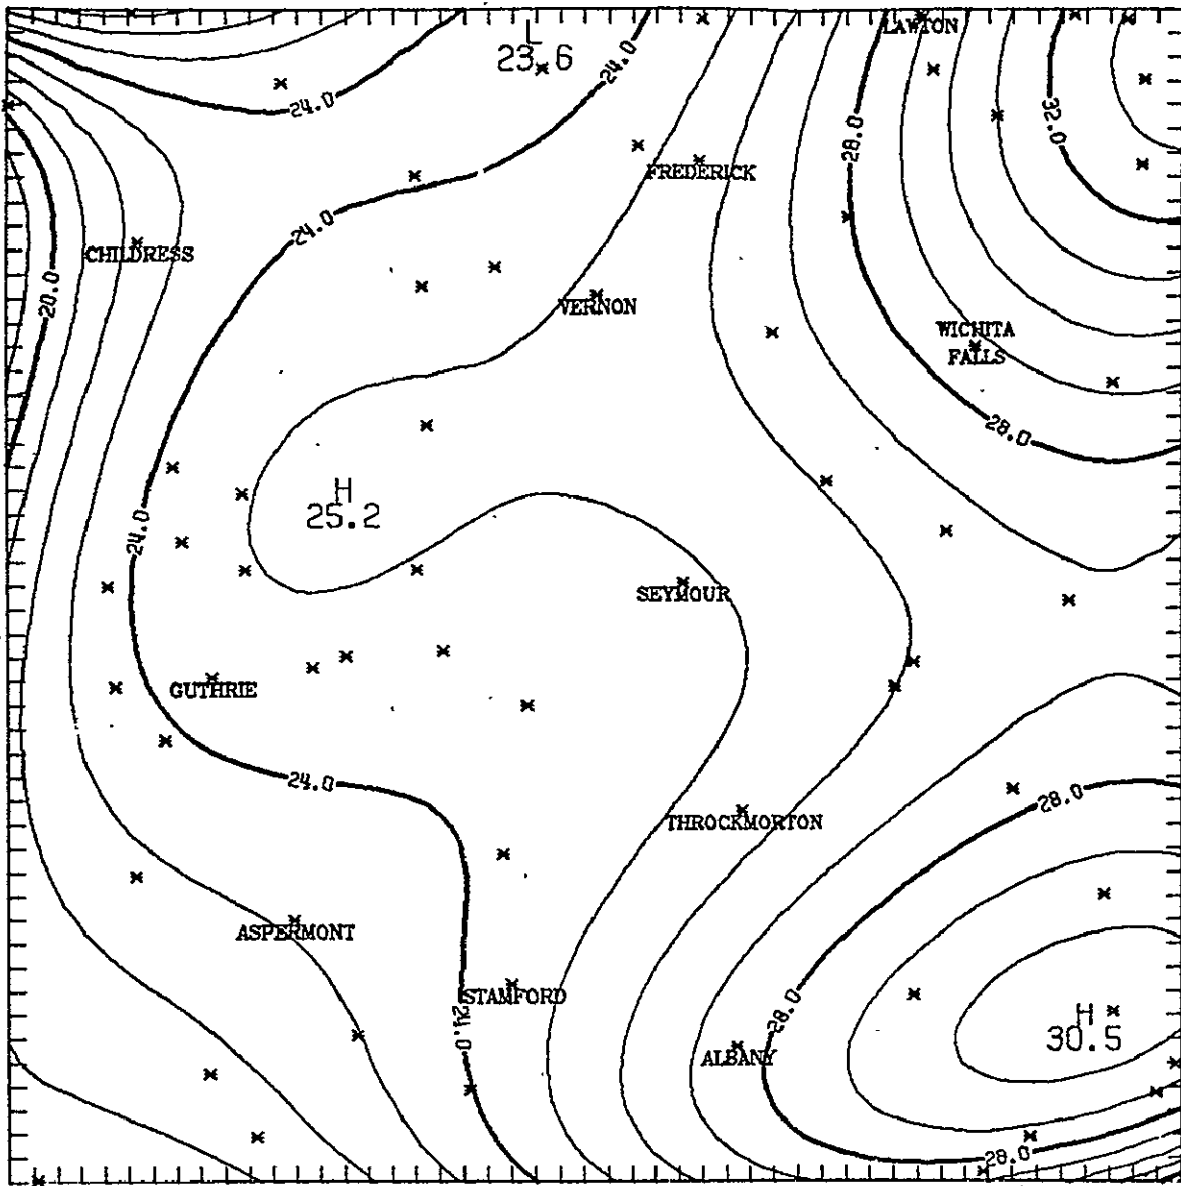 LAWTON
L
23.6
24.0
24.0
32.0
28.0
FREDERICK
24.0
CHILDRESS
20.0
VERNON
WICHITA
FALLS
28.0
H
25.2
24.0
SEYMOUR
GUTHRIE
24.0
28.0
THROCKMORTON
ASPERMONT
STAMFORD
28.0
24.0
H
30.5
ALBANY
28.0